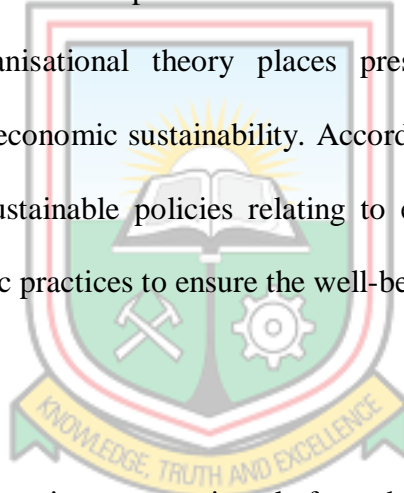 anisational theory places pres
economic sustainability. Accord
ustainable policies relating to
c practices to ensure the well-be
KNOWLEDGE, TRUTH AND EXCELLENCE